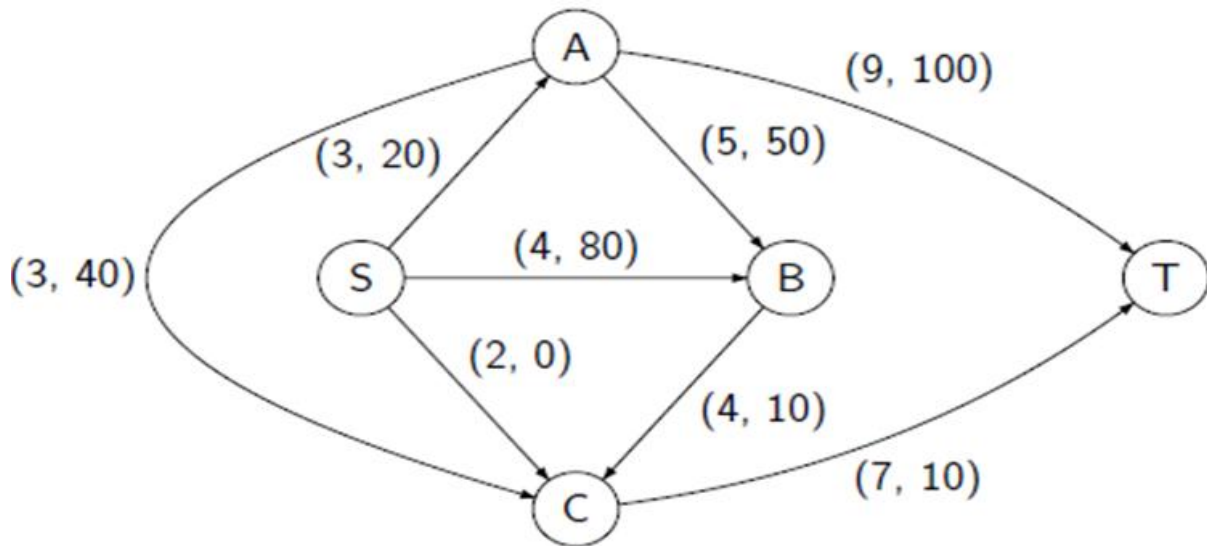 A
(9, 100)
(3, 20)
(5, 50)
(4, 80)
(3, 40)
S
B
T
(2, 0)
(4, 10)
(7, 10)
C